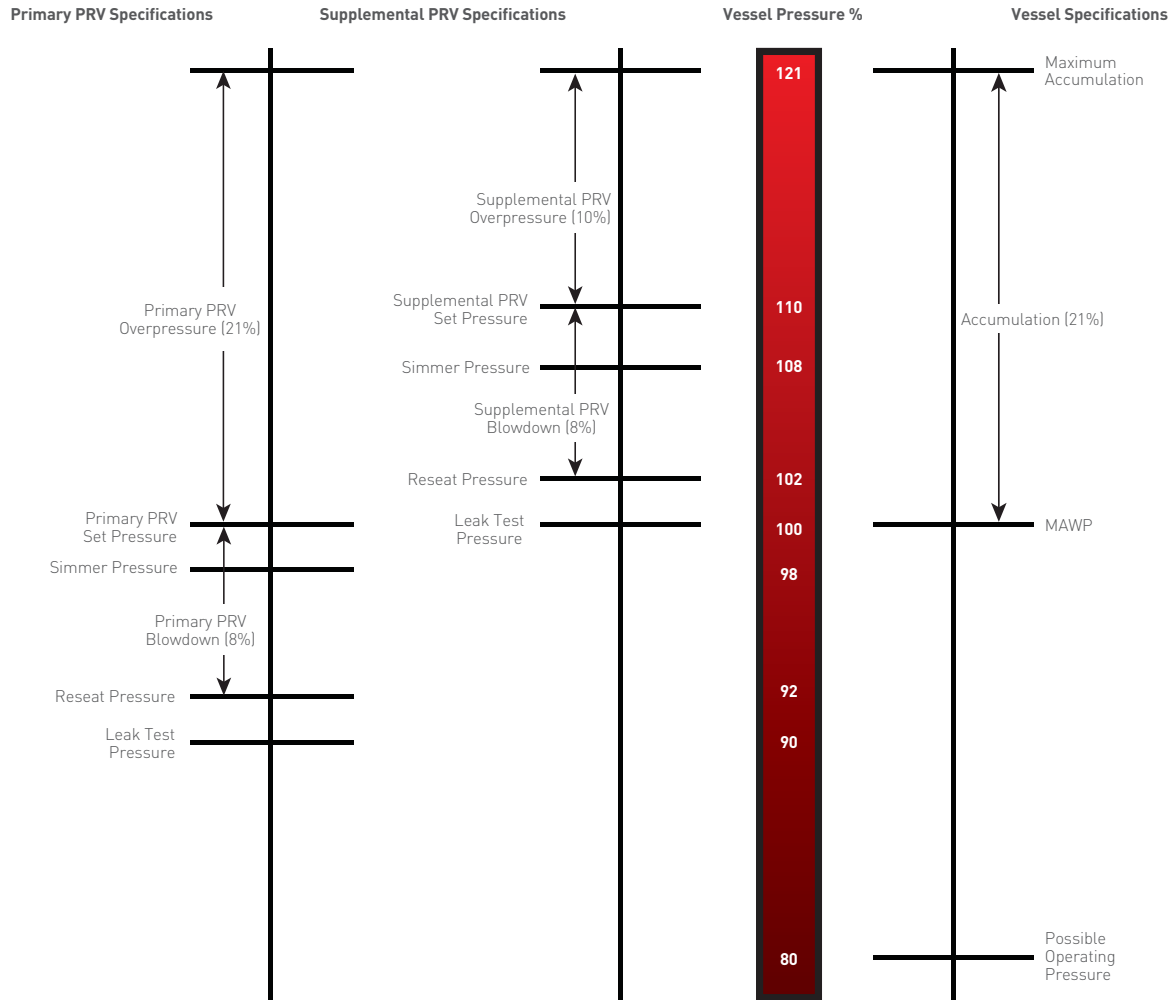 Primary PRV Specifications
Supplemental PRV Specifications
Vessel Pressure %
Vessel Specifications
Primary PRV
Overpressure (21%)
Primary PRV
Set Pressure
Simmer Pressure
Primary PRV
Blowdown (8%)
Reseat Pressure
Leak Test
Pressure
Supplemental PRV
Overpressure (10%)
Supplemental PRV
Set Pressure
Simmer Pressure
Supplemental PRV
Blowdown (8%)
Reseat Pressure
Leak Test
Pressure
121
110
108
102
100
98
92
90
80
Maximum
Accumulation
Accumulation (21%)
MAWP
Possible
Operating
Pressure